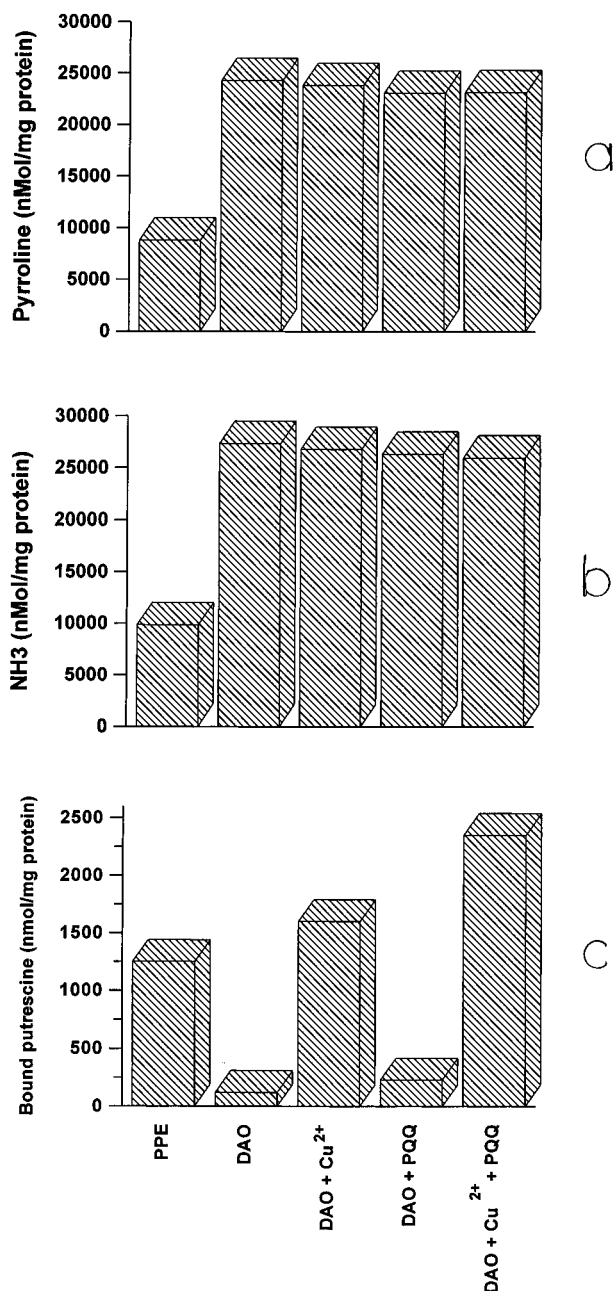 Pyrroline (nMol/mg protein)
30000
25000
20000
15000
10000
5000
0
a
NH3 (nMol/mg protein)
30000
25000
20000
15000
10000
5000
0
b
Bound putrescine (nmol/mg protein)
2500
2000
1500
1000
500
0
c
PPE
DAO
DAO + Cu2+
DAO + PQQ
DAO + Cu 2+ + PQQ